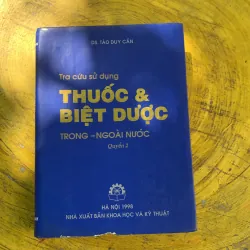 DS. TÀO DUY CẦN
Tra cứu sử dụng
THUỐC &
BIỆT DƯỢC
TRONG - NGOÀI NƯỚC
Quyển 2
HÀ NỘI 1998
NHÀ XUẤT BẢN KHOA HỌC VÀ KỸ THUẬT